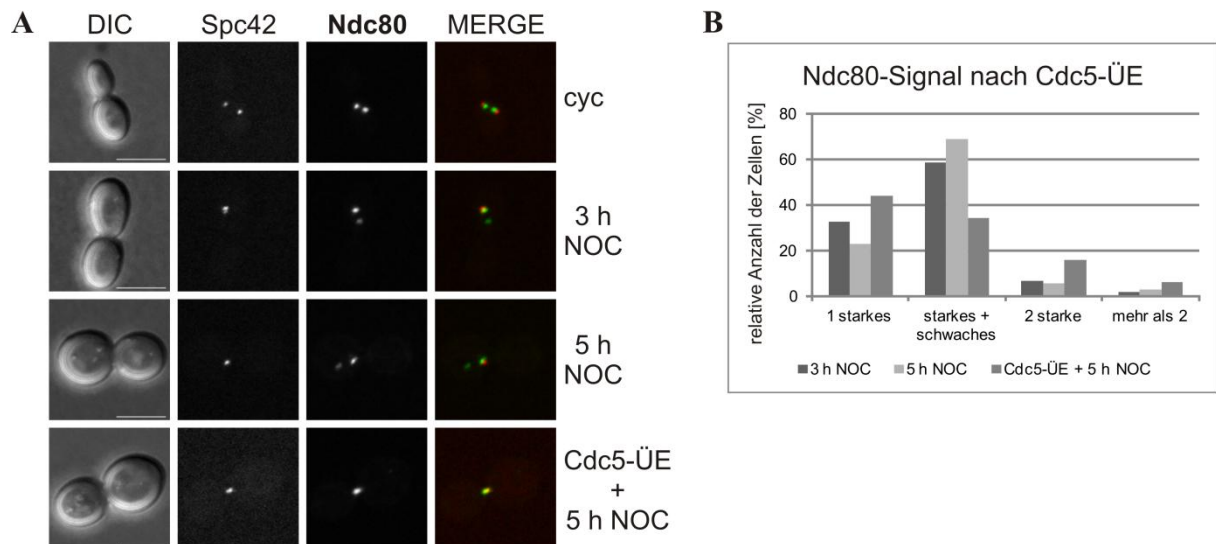 A
DIC
Spc42
Ndc80
MERGE
cyc
3 h
NOC
5 h
NOC
Cdc5-ÜE
+
5 h NOC
B
Ndc80-Signal nach Cdc5-ÜE
relative Anzahl der Zellen [%]
80
60
40
20
0
1 starkes
starkes +
schwaches
2 starke
mehr als 2
3 h NOC
5 h NOC
Cdc5-ÜE + 5 h NOC